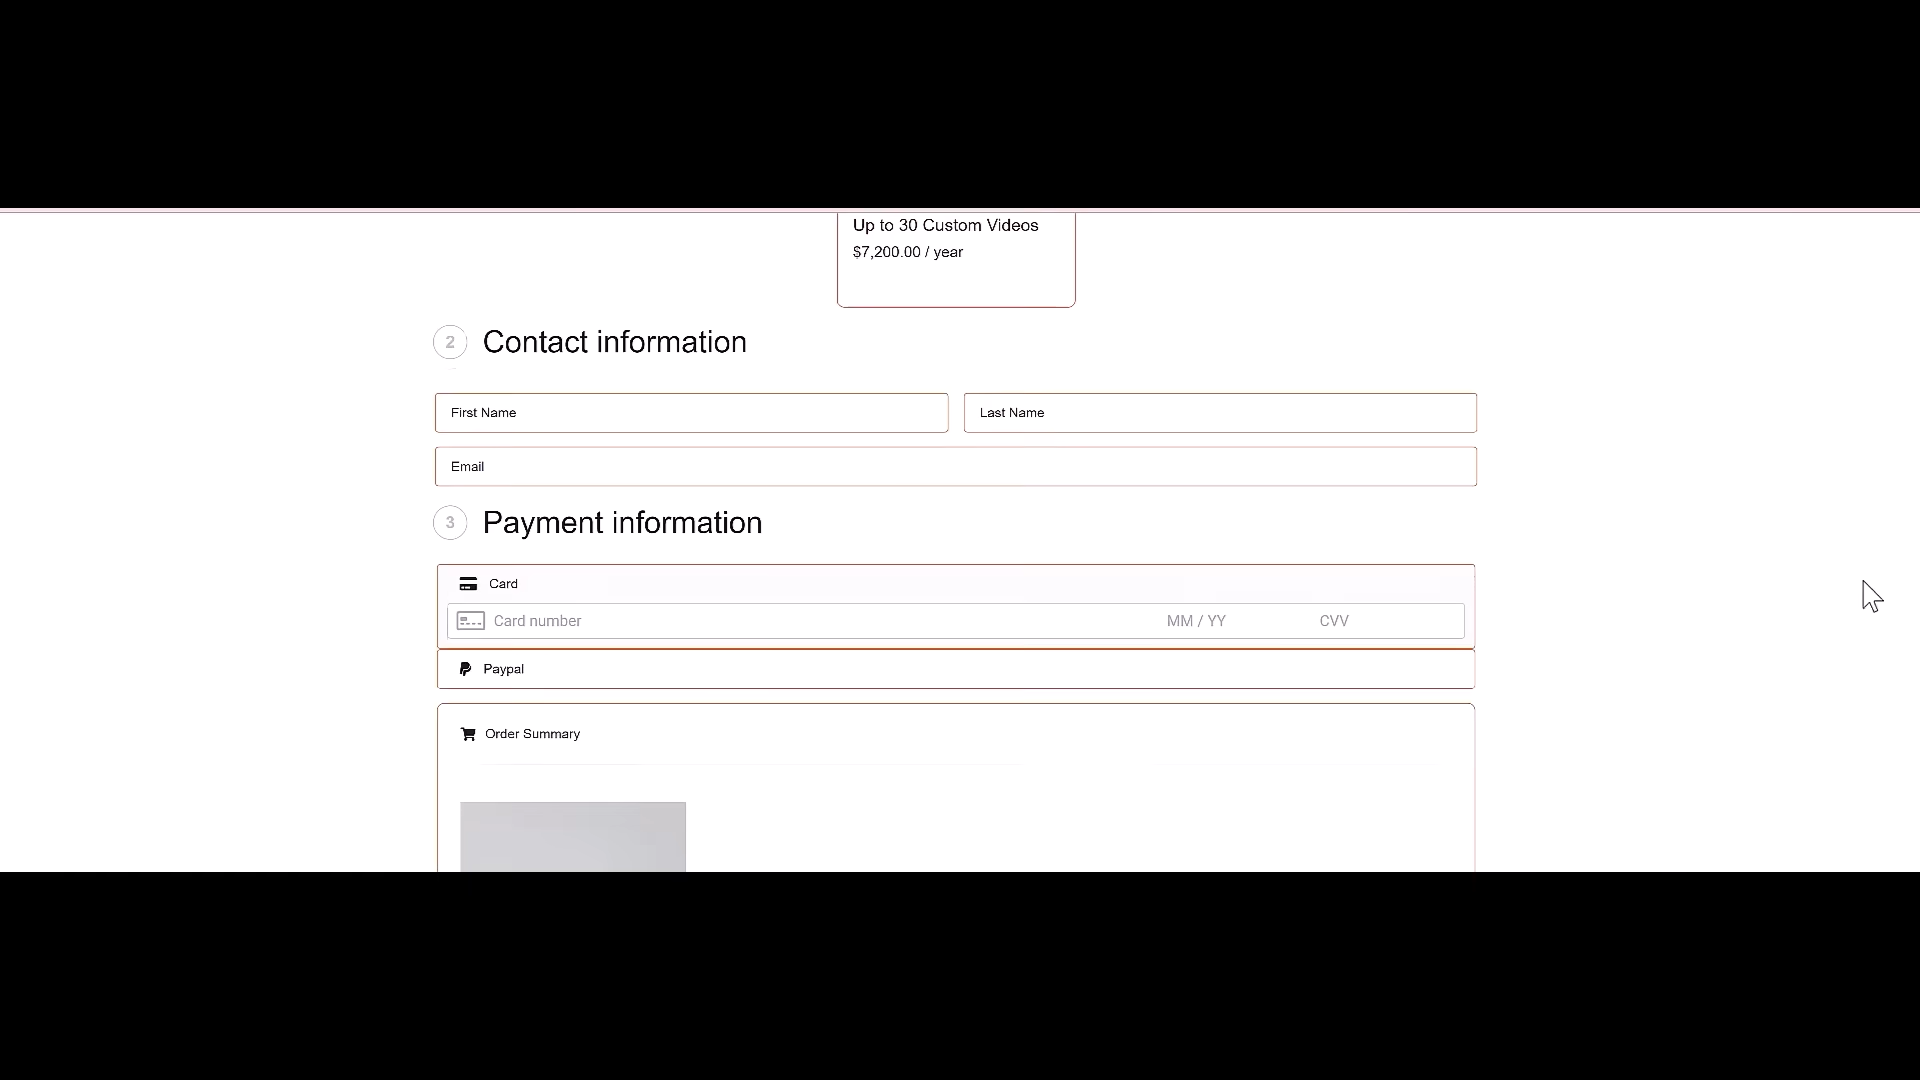 Up to 30 Custom Videos
$7,200.00 / year
2 Contact information
First Name Last Name
Email
3 Payment information
Card
Card number MM / YY CVV
Paypal
Order Summary